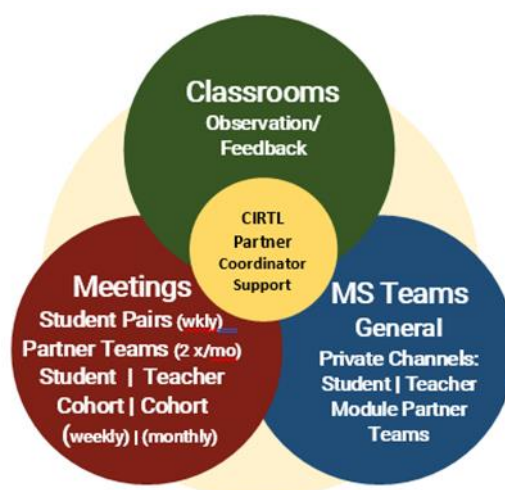 Classrooms
Observation/
Feedback
CIRTL
Partner
Coordinator
Support
Meetings
Student Pairs (wkly)
Partner Teams (2 x/mo)
Student | Teacher
Cohort | Cohort
(weekly) | (monthly)
MS Teams
General
Private Channels:
Student | Teacher
Module Partner
Teams